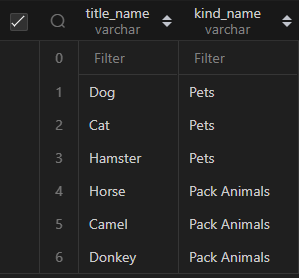 title_name kind_name
varchar varchar
0 Filter Filter
1 Dog Pets
2 Cat Pets
3 Hamster Pets
4 Horse Pack Animals
5 Camel Pack Animals
6 Donkey Pack Animals